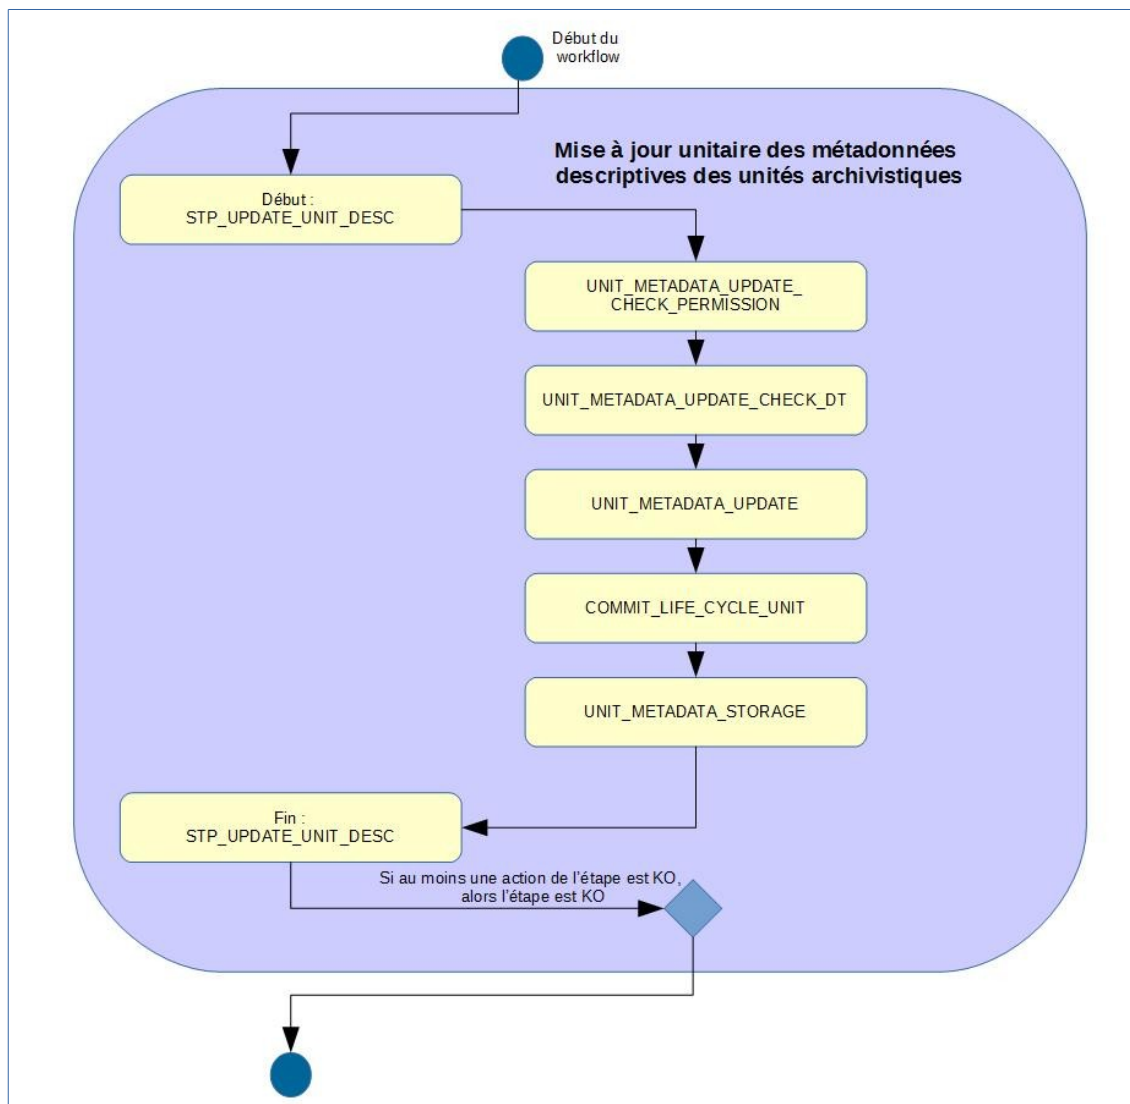 Début du
workflow
Mise à jour unitaire des métadonnées
descriptives des unités archivistiques
Début :
STP_UPDATE_UNIT_DESC
UNIT_METADATA_UPDATE_
CHECK_PERMISSION
UNIT_METADATA_UPDATE_CHECK_DT
UNIT_METADATA_UPDATE
COMMIT_LIFE_CYCLE_UNIT
UNIT_METADATA_STORAGE
Fin :
STP_UPDATE_UNIT_DESC
Si au moins une action de l'étape est KO,
alors l'étape est KO